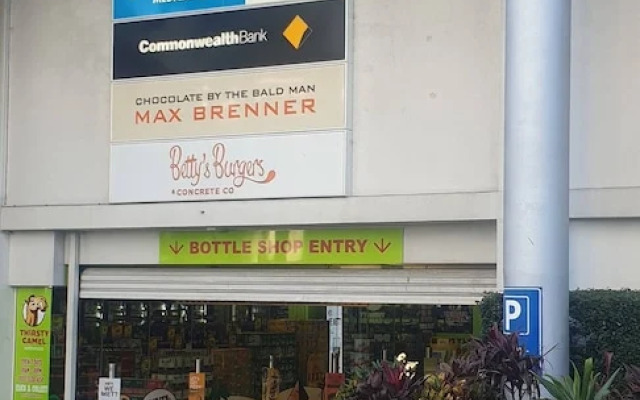 CommonwealthBank
CHOCOLATE BY THE BALD MAN
MAX BRENNER
Betty's Burgers
& CONCRETE CO
BOTTLE SHOP ENTRY
THIRSTY
CAMEL
P